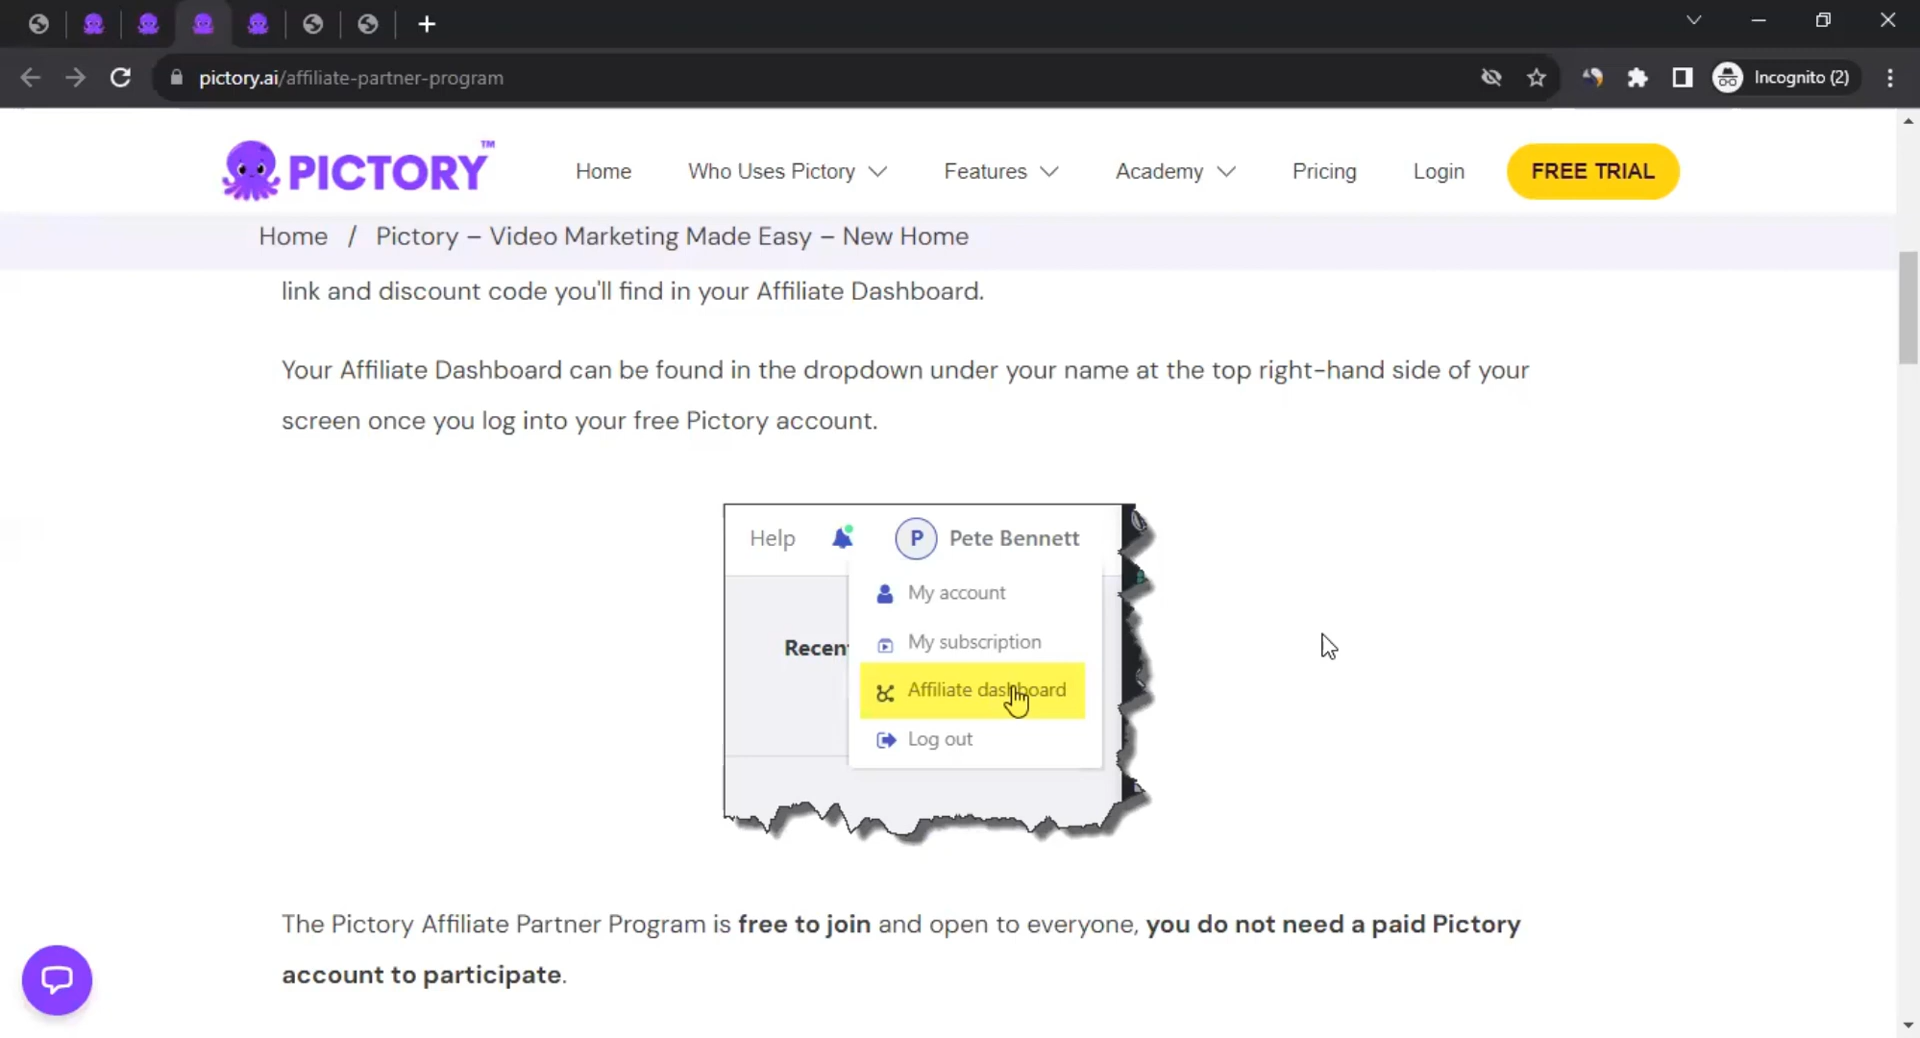 pictory.ai/affiliate-partner-program
Incognito (2)
PICTORY™
Home
Who Uses Pictory
Features
Academy
Pricing
Login
FREE TRIAL
Home / Pictory – Video Marketing Made Easy – New Home
link and discount code you'll find in your Affiliate Dashboard.
Your Affiliate Dashboard can be found in the dropdown under your name at the top right-hand side of your
screen once you log into your free Pictory account.
Help
P
Pete Bennett
My account
Recent
My subscription
Affiliate dashboard
Log out
The Pictory Affiliate Partner Program is free to join and open to everyone, you do not need a paid Pictory
account to participate.